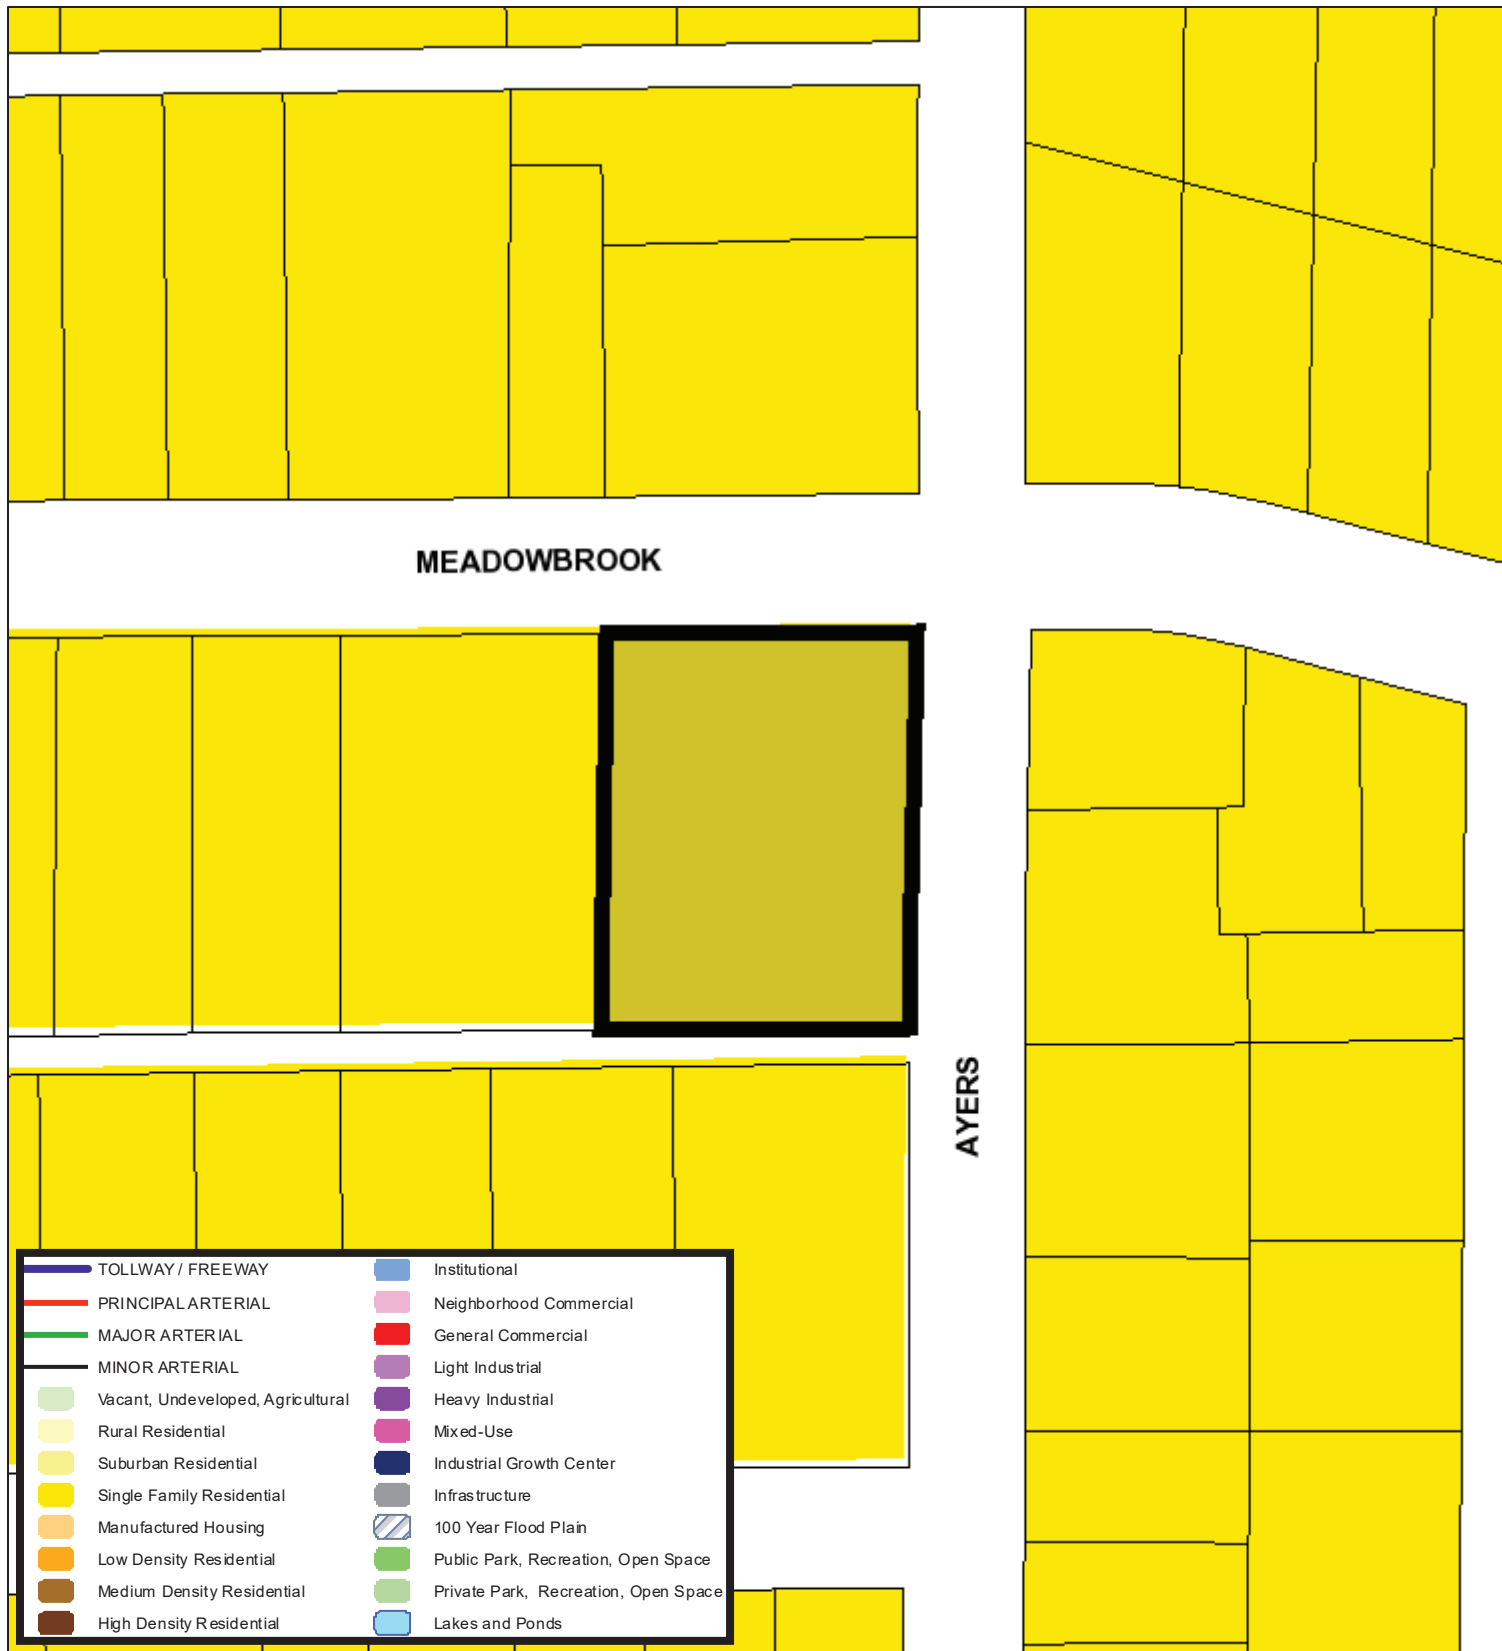 MEADOWBROOK
AYERS
TOLLWAY / FREEWAY
PRINCIPAL ARTERIAL
MAJOR ARTERIAL
MINOR ARTERIAL
Vacant, Undeveloped, Agricultural
Rural Residential
Suburban Residential
Single Family Residential
Manufactured Housing
Low Density Residential
Medium Density Residential
High Density Residential
Institutional
Neighborhood Commercial
General Commercial
Light Industrial
Heavy Industrial
Mixed-Use
Industrial Growth Center
Infrastructure
100 Year Flood Plain
Public Park, Recreation, Open Space
Private Park, Recreation, Open Space
Lakes and Ponds